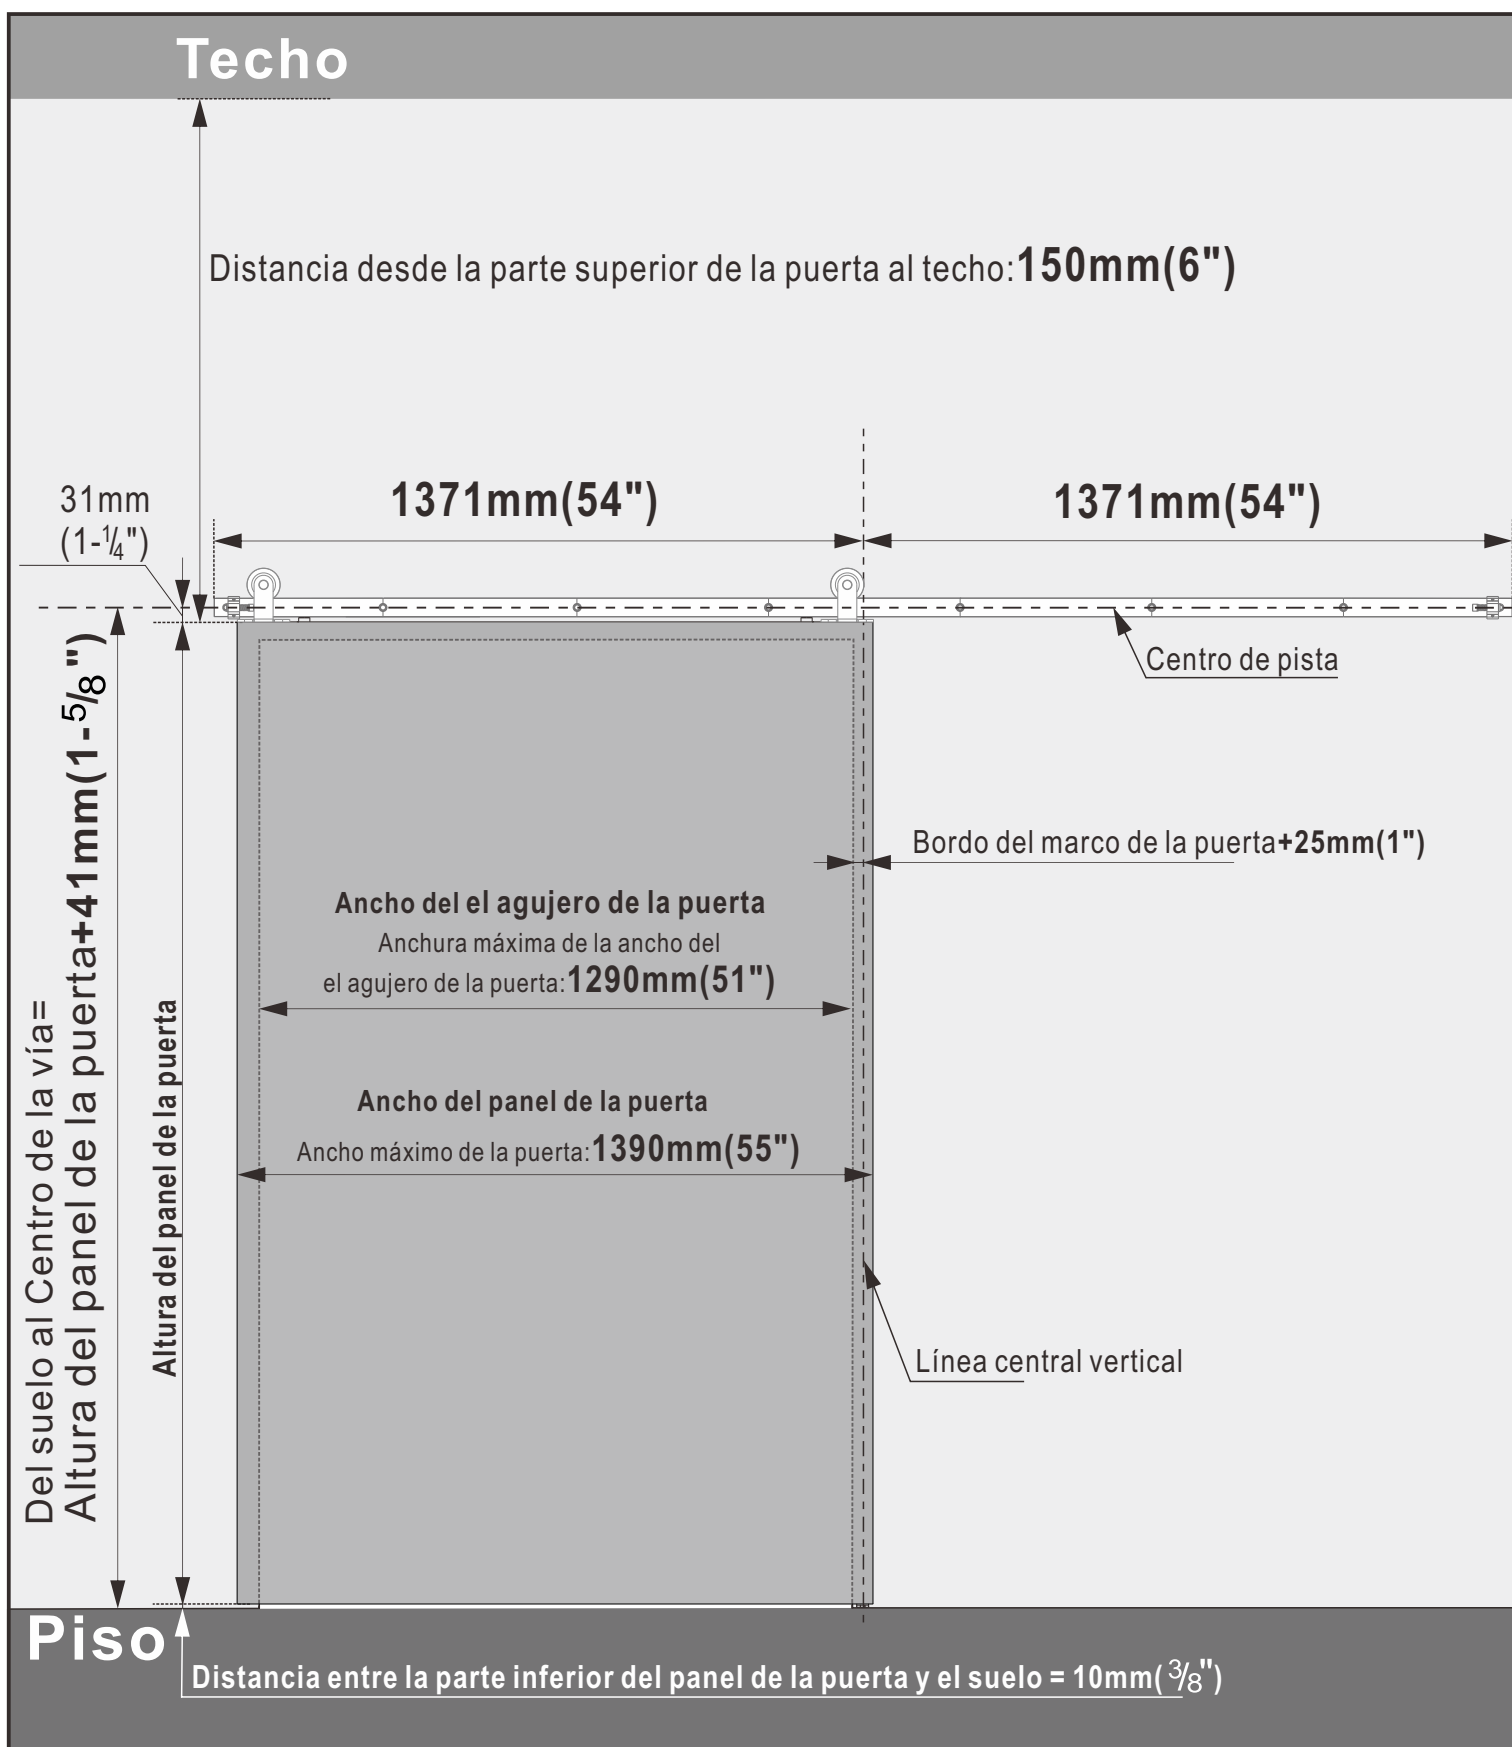 Techo
Distancia desde la parte superior de la puerta al techo:150mm(6")
31mm
(1-1/4")
1371mm(54")
1371mm(54")
Centro de pista
Del suelo al Centro de la vía=
Altura del panel de la puerta+41mm(1-5/8")
Altura del panel de la puerta
Bordo del marco de la puerta+25mm(1")
Ancho del el agujero de la puerta
Anchura máxima de la ancho del
el agujero de la puerta:1290mm(51")
Ancho del panel de la puerta
Ancho máximo de la puerta:1390mm(55")
Línea central vertical
Piso
Distancia entre la parte inferior del panel de la puerta y el suelo = 10mm(3/8")